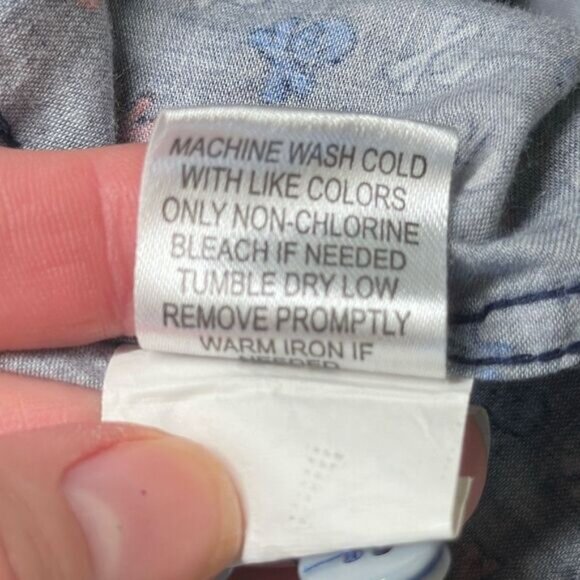 MACHINE WASH COLD
WITH LIKE COLORS
ONLY NON-CHLORINE
BLEACH IF NEEDED
TUMBLE DRY LOW
REMOVE PROMPTLY
WARM IRON IF
NEEDED